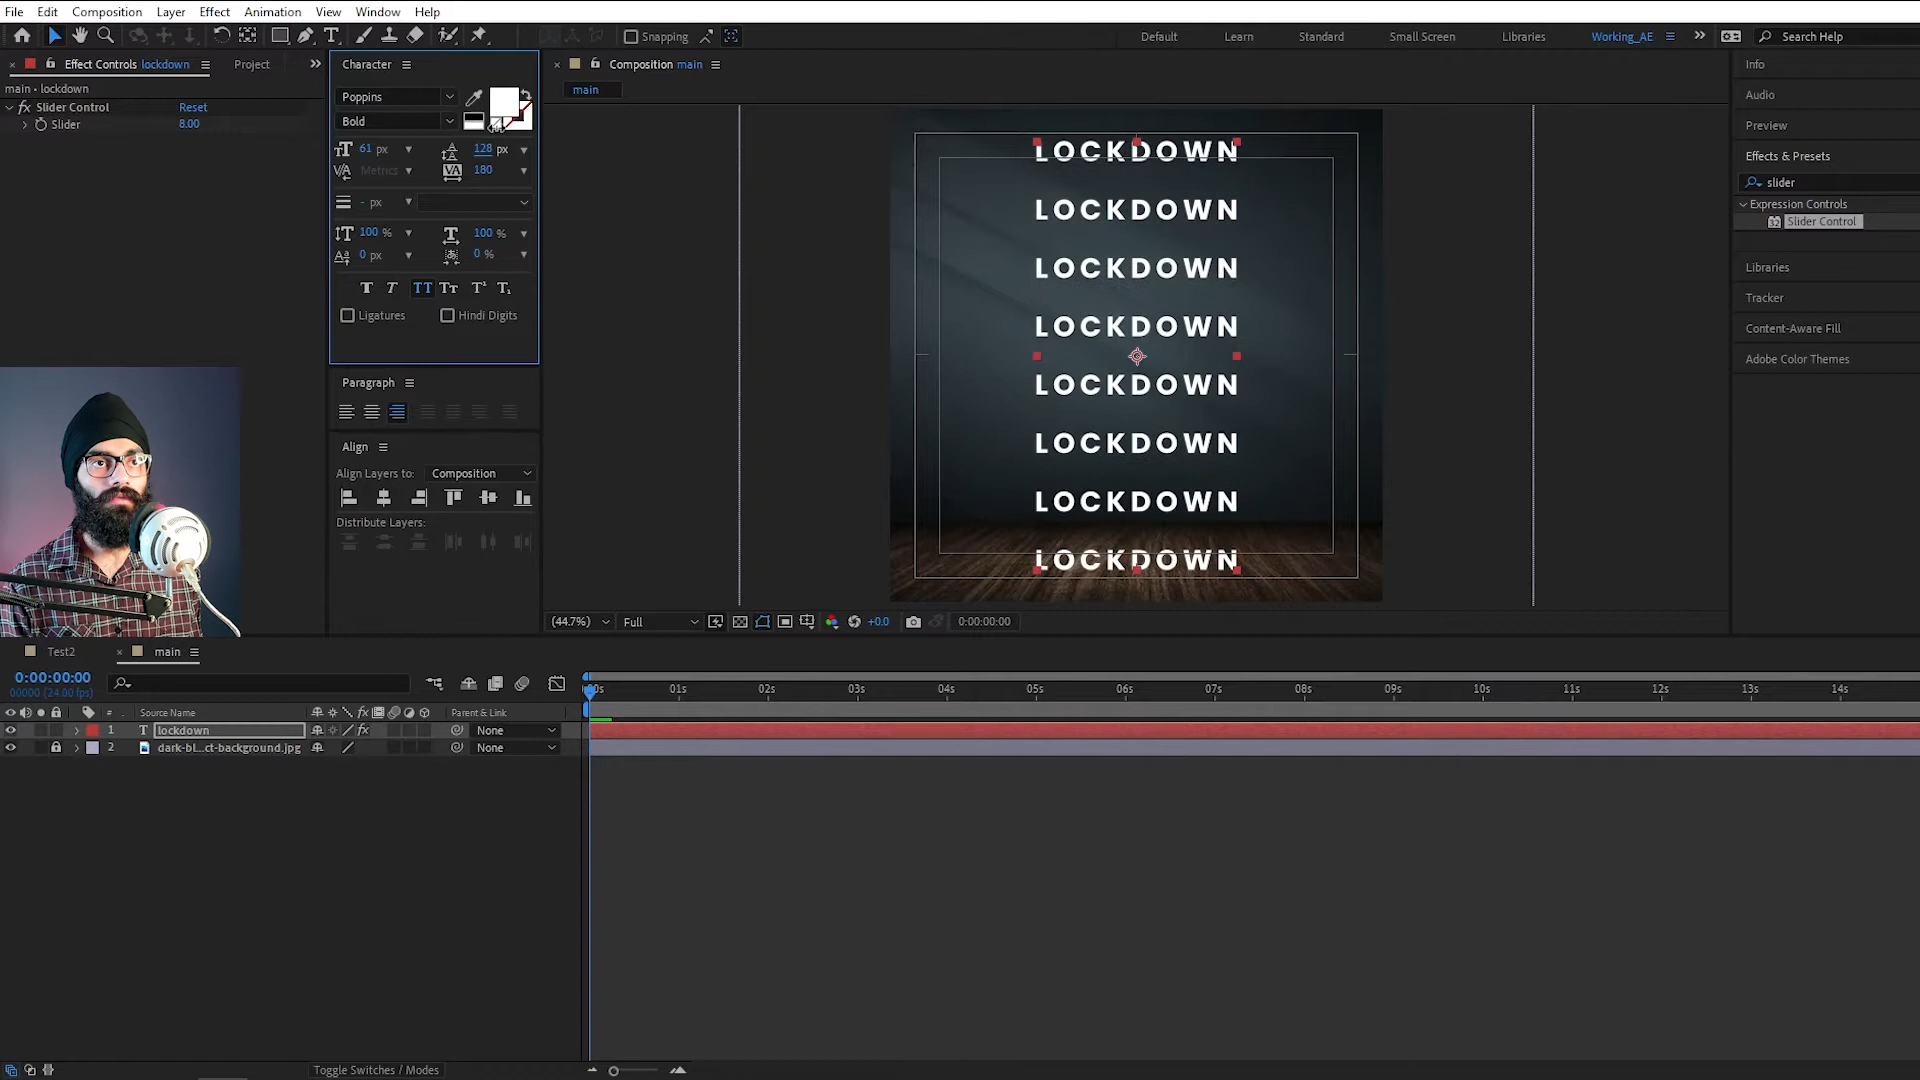 File Edit Composition Layer Effect Animation View Window Help
Snapping Default Learn Standard Small Screen Libraries Working_AE Search Help
Effect Controls lockdown Project
main • lockdown
fx Slider Control Reset
Slider 8.00
Character
Poppins
Bold
61 px 128 px
Metrics 180
- px
100 % 100 %
0 px 0 %
T T TT Tt T¹ T₁
Ligatures Hindi Digits
Paragraph
Align
Align Layers to: Composition
Distribute Layers:
Composition main
main
LOCKDOWN
LOCKDOWN
LOCKDOWN
LOCKDOWN
LOCKDOWN
LOCKDOWN
LOCKDOWN
LOCKDOWN
(44.7%) Full +0.0 0:00:00:00
Info
Audio
Preview
Effects & Presets
slider
Expression Controls
Slider Control
Libraries
Tracker
Content-Aware Fill
Adobe Color Themes
Test2 main
0:00:00:00
00000 (24.00 fps)
01s 02s 03s 04s 05s 06s 07s 08s 09s 10s 11s 12s 13s 14s
# Source Name fx Parent & Link
1 T lockdown fx None
2 dark-bl...ct-background.jpg None
Toggle Switches / Modes